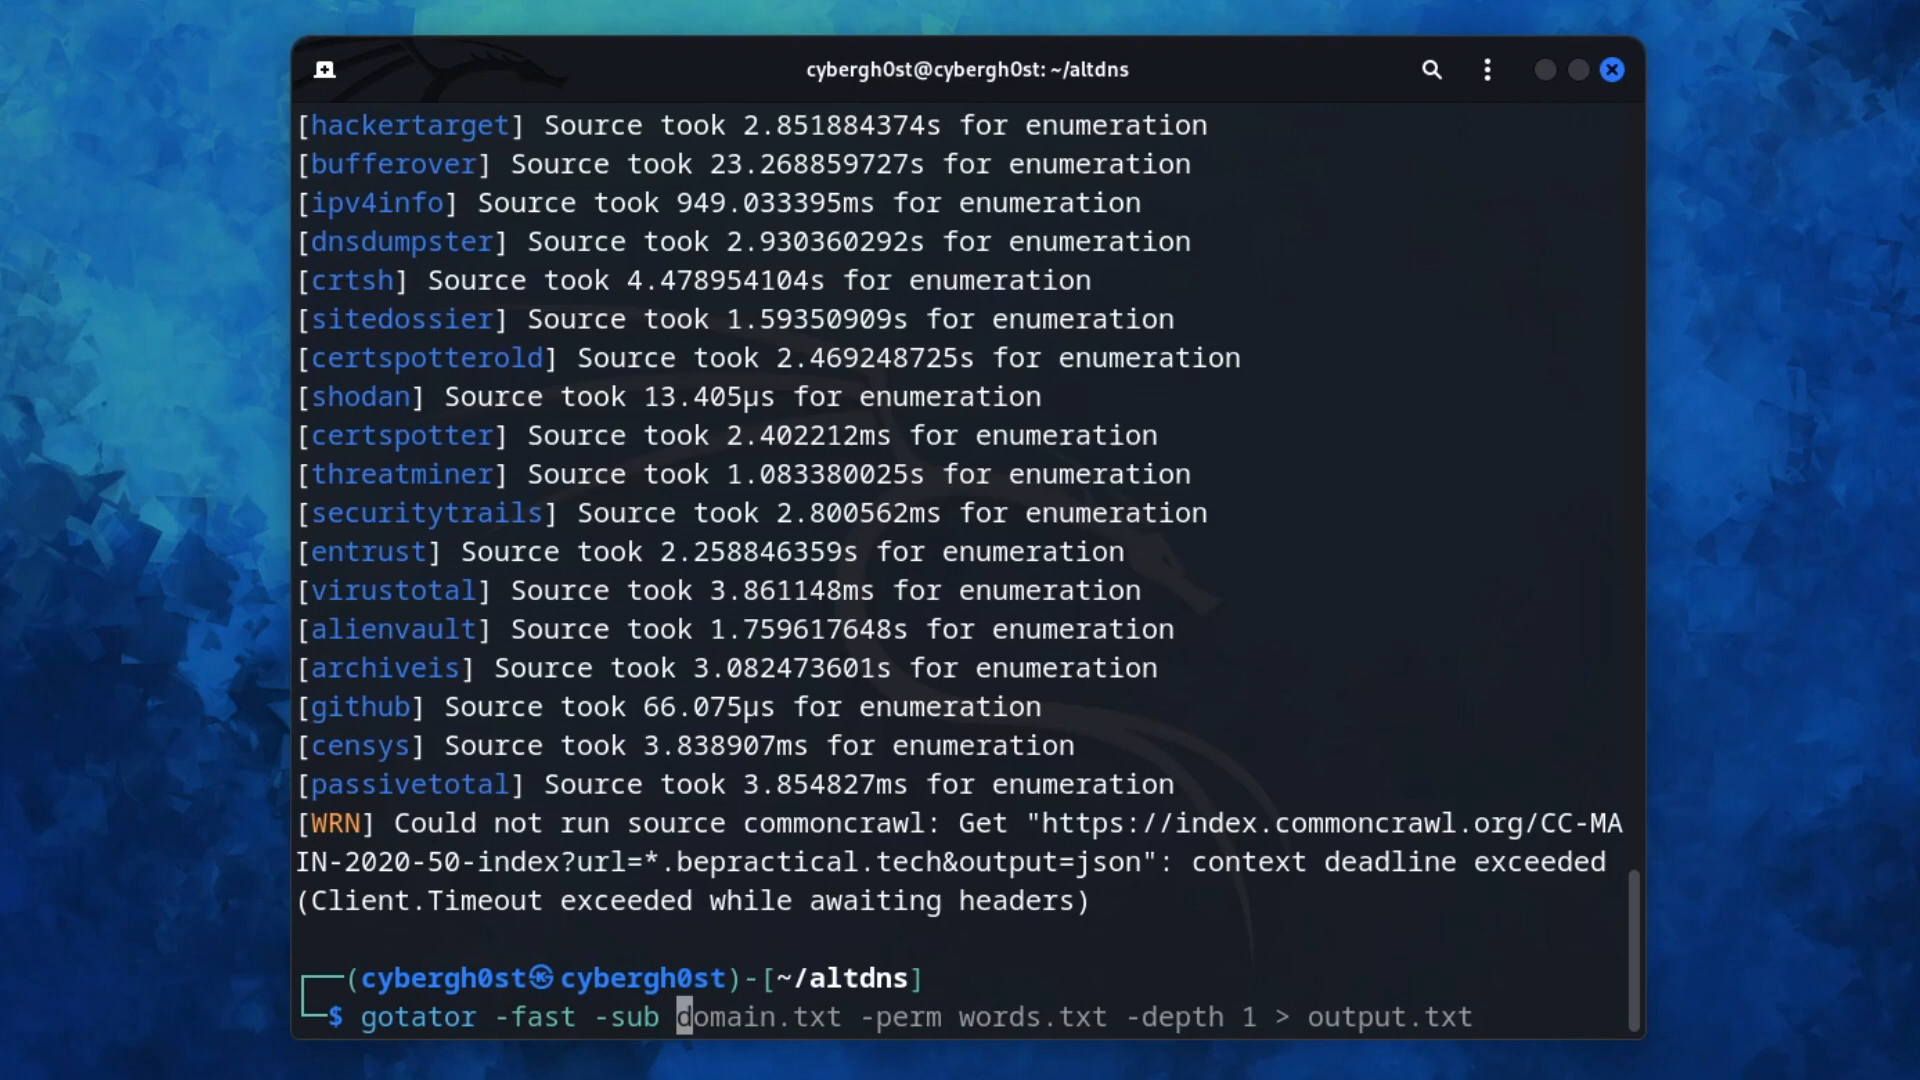 cybergh0st@cybergh0st: ~/altdns
[hackertarget] Source took 2.851884374s for enumeration
[bufferover] Source took 23.268859727s for enumeration
[ipv4info] Source took 949.033395ms for enumeration
[dnsdumpster] Source took 2.930360292s for enumeration
[crtsh] Source took 4.478954104s for enumeration
[sitedossier] Source took 1.59350909s for enumeration
[certspotterold] Source took 2.469248725s for enumeration
[shodan] Source took 13.405µs for enumeration
[certspotter] Source took 2.402212ms for enumeration
[threatminer] Source took 1.083380025s for enumeration
[securitytrails] Source took 2.800562ms for enumeration
[entrust] Source took 2.258846359s for enumeration
[virustotal] Source took 3.861148ms for enumeration
[alienvault] Source took 1.759617648s for enumeration
[archiveis] Source took 3.082473601s for enumeration
[github] Source took 66.075µs for enumeration
[censys] Source took 3.838907ms for enumeration
[passivetotal] Source took 3.854827ms for enumeration
[WRN] Could not run source commoncrawl: Get "https://index.commoncrawl.org/CC-MA
IN-2020-50-index?url=*.bepractical.tech&output=json": context deadline exceeded
(Client.Timeout exceeded while awaiting headers)
┌──(cybergh0st㉿cybergh0st)-[~/altdns]
└─$ gotator -fast -sub domain.txt -perm words.txt -depth 1 > output.txt